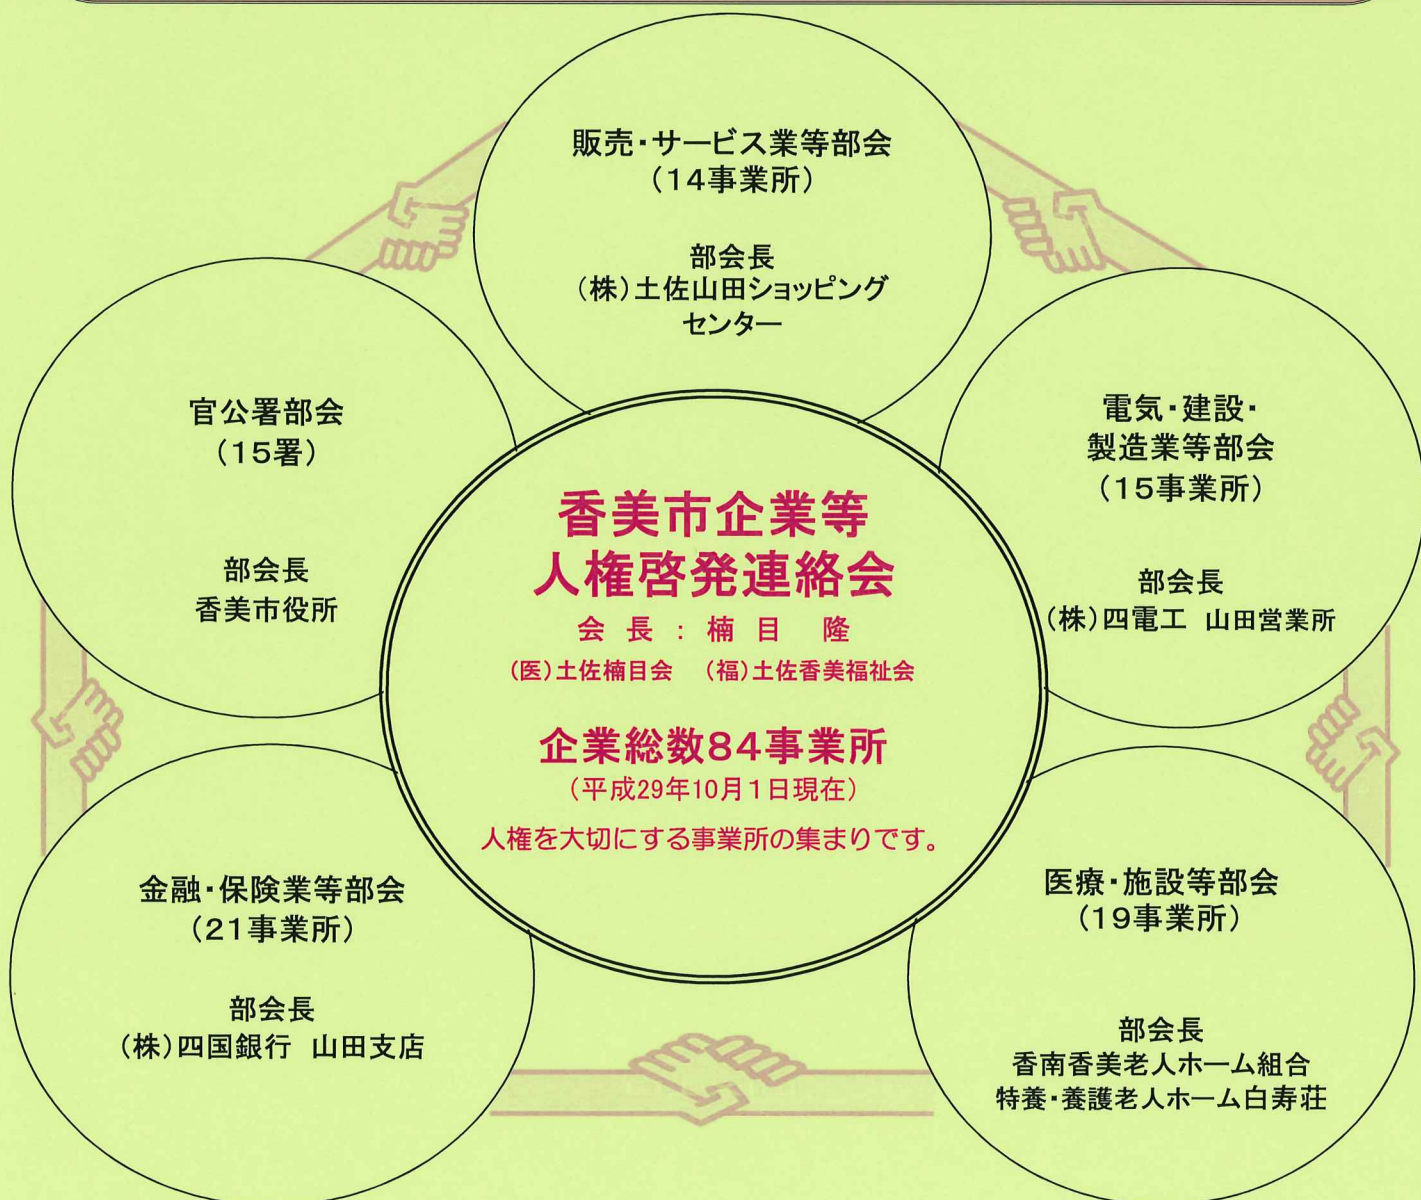 販売・サービス業等部会
(14事業所)
部会長
(株)土佐山田ショッピング
センター
官公署部会
(15署)
部会長
香美市役所
電気・建設・
製造業等部会
(15事業所)
部会長
(株)四電工 山田営業所
香美市企業等
人権啓発連絡会
会長:楠目 隆
(医)土佐楠目会 (福)土佐香美福祉会
企業総数84事業所
(平成29年10月1日現在)
人権を大切にする事業所の集まりです。
金融・保険業等部会
(21事業所)
部会長
(株)四国銀行 山田支店
医療・施設等部会
(19事業所)
部会長
香南香美老人ホーム組合
特養・養護老人ホーム白寿荘